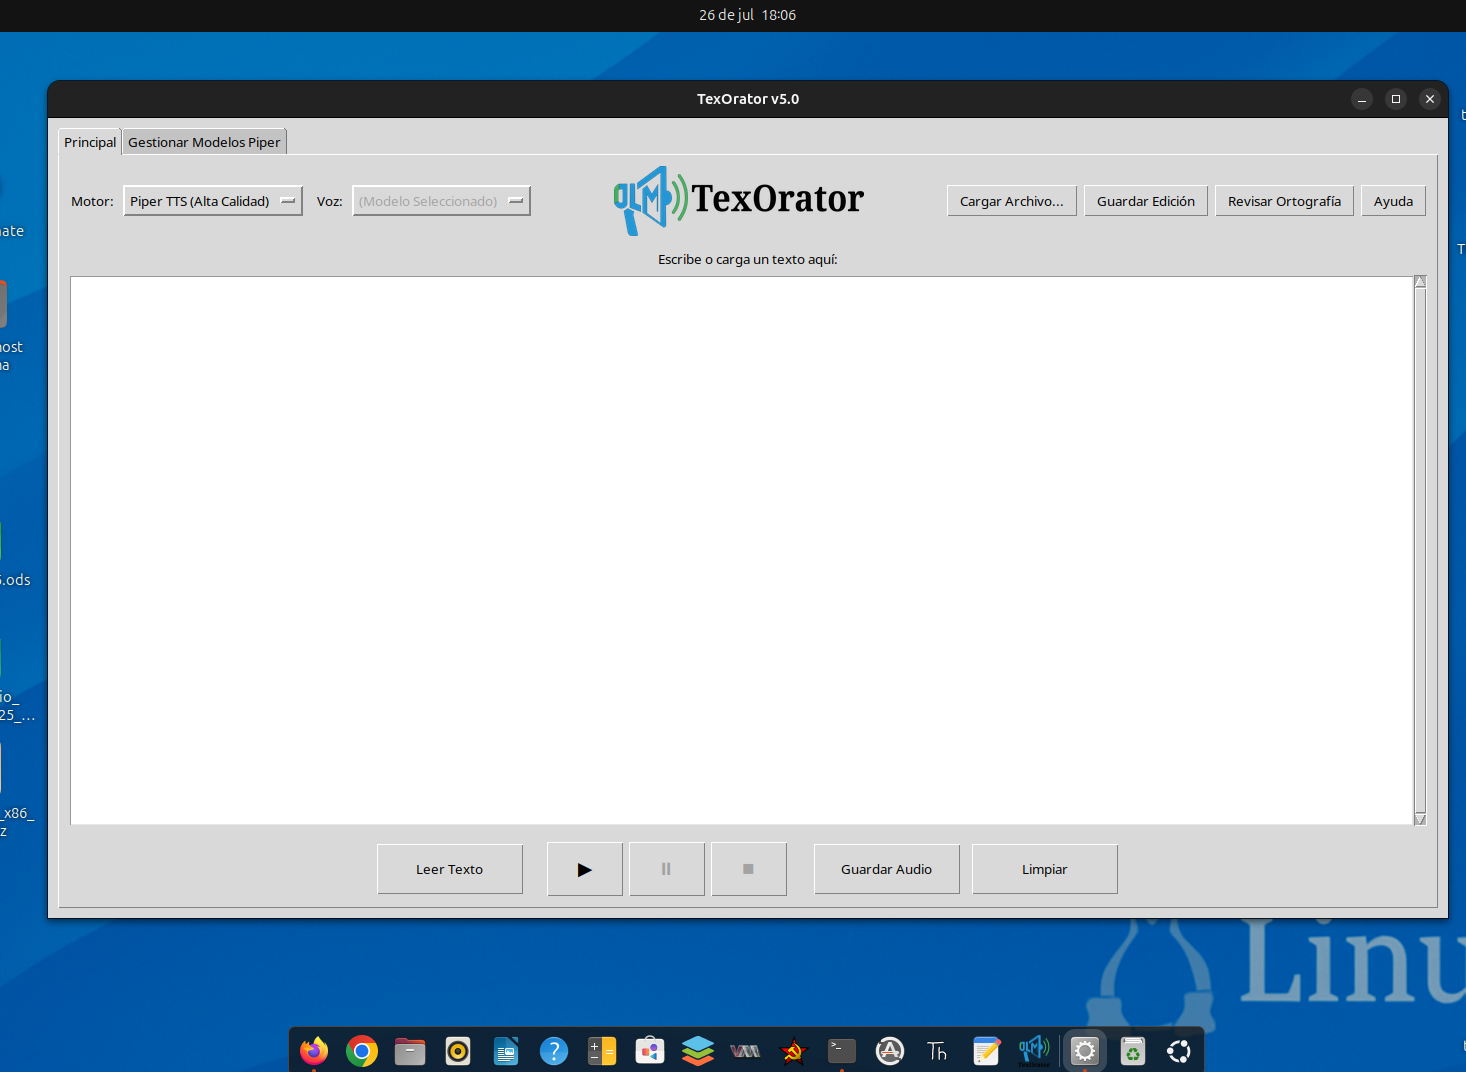 26 de jul 18:06
TexOrator v5.0
Principal
Gestionar Modelos Piper
Motor:
Piper TTS (Alta Calidad)
Voz:
(Modelo Seleccionado)
OLM
TexOrator
Cargar Archivo...
Guardar Edición
Revisar Ortografía
Ayuda
Escribe o carga un texto aquí:
Leer Texto
Guardar Audio
Limpiar
.ods
io_
25_...
_x86_
z
ate
ost
a
Linu
Th